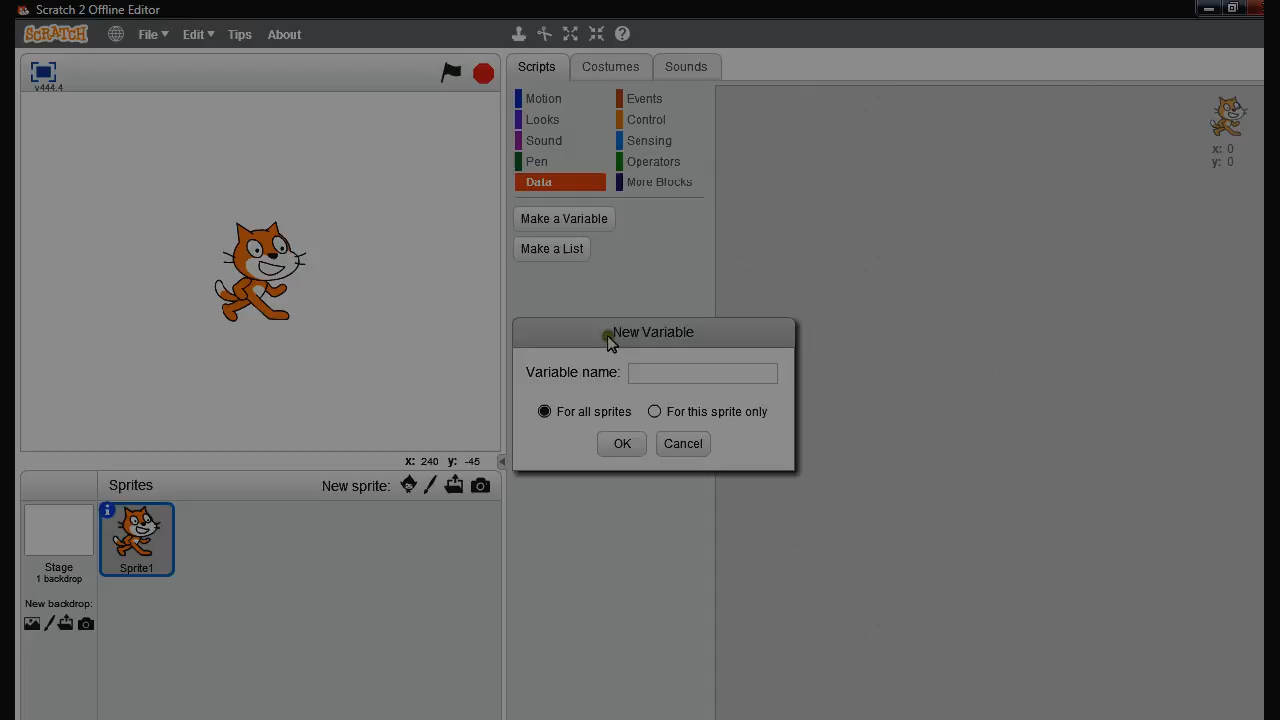 Scratch 2 Offline Editor
SCRATCH File Edit Tips About
v444.4
Scripts Costumes Sounds
Motion Events
Looks Control
Sound Sensing
Pen Operators
Data More Blocks
Make a Variable
Make a List
x: 0
y: 0
New Variable
Variable name:
For all sprites For this sprite only
OK Cancel
x: 240 y: -45
Sprites New sprite:
Sprite1
Stage
1 backdrop
New backdrop: